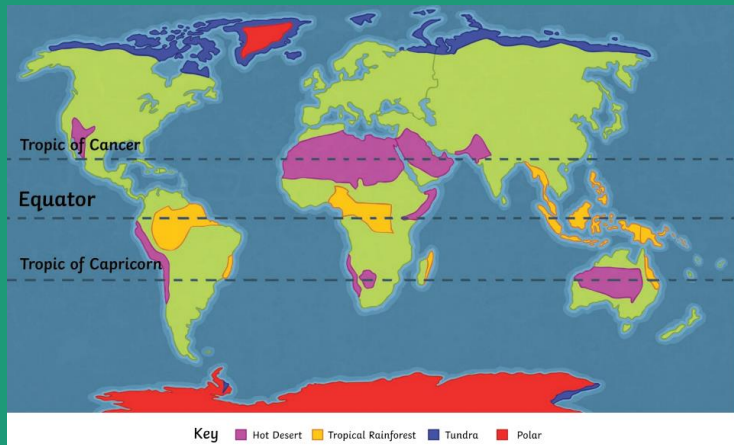 Tropic of Cancer
Equator
Tropic of Capricorn
Key Hot Desert Tropical Rainforest Tundra Polar